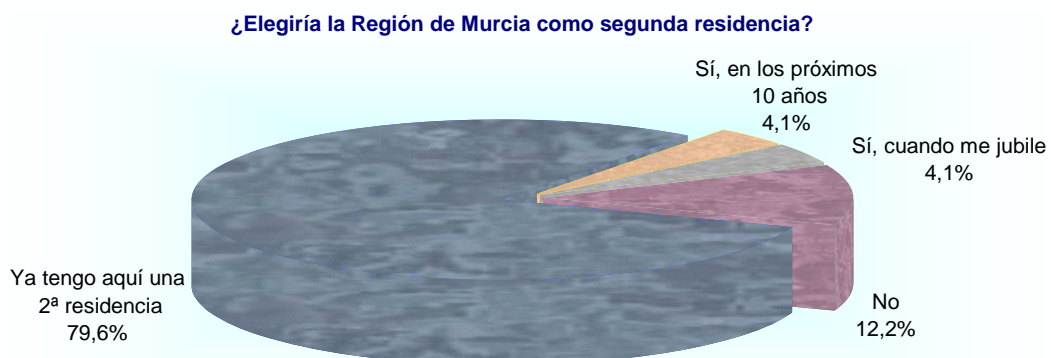 ¿Elegiría la Región de Murcia como segunda residencia?
Sí, en los próximos
10 años
4,1%
Sí, cuando me jubile
4,1%
Ya tengo aquí una
2ª residencia
79,6%
No
12,2%